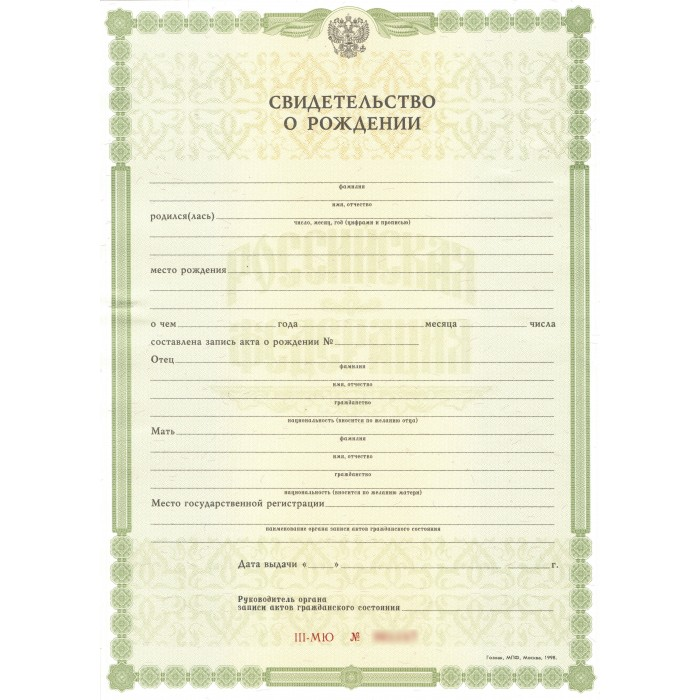 СВИДЕТЕЛЬСТВО
О РОЖДЕНИИ
фамилия
имя, отчество
родился(лась)
число, месяц, год (цифрами и прописью)
место рождения
РОССИЙСКАЯ
ФЕДЕРАЦИЯ
о чем года месяца числа
составлена запись акта о рождении №
Отец
фамилия
имя, отчество
гражданство
национальность (вносится по желанию отца)
Мать
фамилия
имя, отчество
гражданство
национальность (вносится по желанию матери)
Место государственной регистрации
наименование органа записи актов гражданского состояния
Дата выдачи « » г.
Руководитель органа
записи актов гражданского состояния
III-МЮ №
Гознак, МПФ, Москва, 1998.